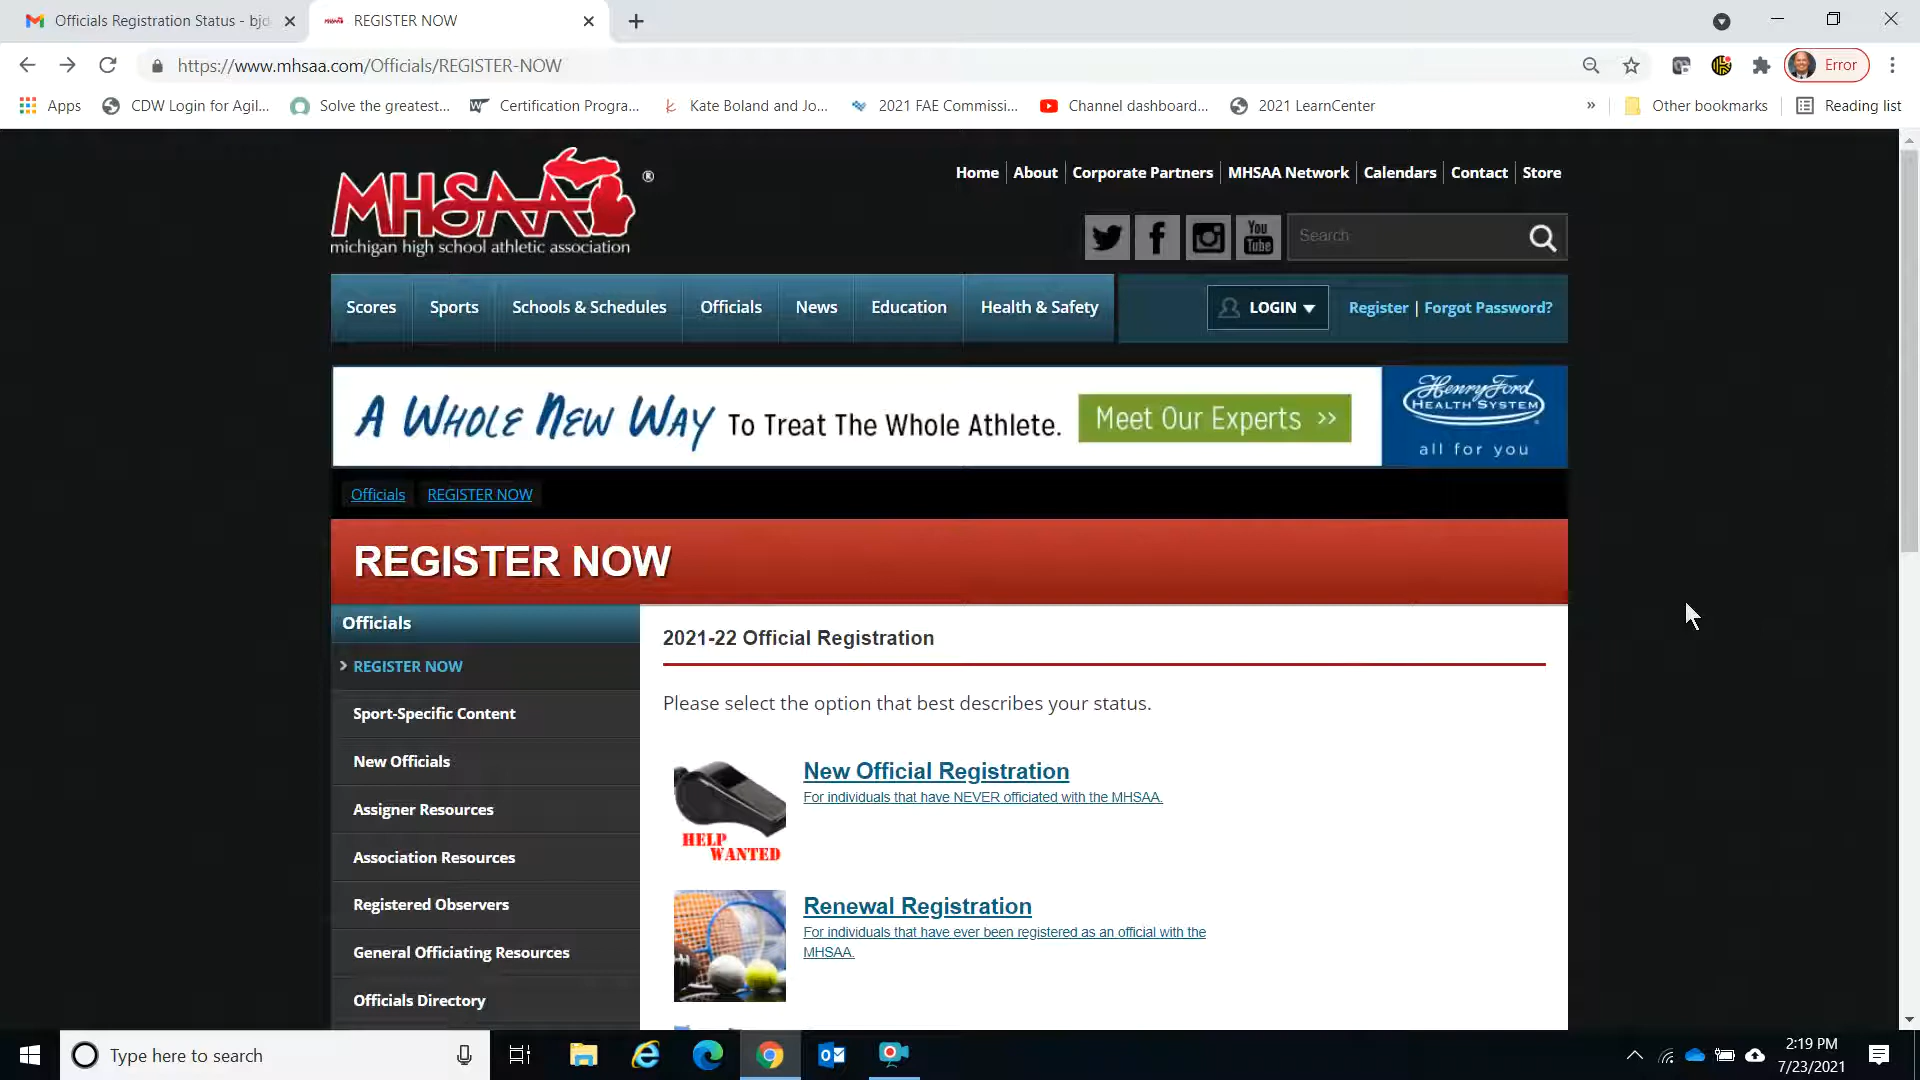 Officials Registration Status - bjd
REGISTER NOW
https://www.mhsaa.com/Officials/REGISTER-NOW
Error
Apps
CDW Login for Agil...
Solve the greatest...
Certification Progra...
Kate Boland and Jo...
2021 FAE Commissi...
Channel dashboard...
2021 LearnCenter
»
Other bookmarks
Reading list
MHSAA ®
michigan high school athletic association
Home
About
Corporate Partners
MHSAA Network
Calendars
Contact
Store
You
Tube
Search
Scores
Sports
Schools & Schedules
Officials
News
Education
Health & Safety
LOGIN
Register | Forgot Password?
A WHOLE NEW WAY To Treat The Whole Athlete.
Meet Our Experts >>
Henry Ford
HEALTH SYSTEM
all for you
Officials
REGISTER NOW
REGISTER NOW
Officials
REGISTER NOW
Sport-Specific Content
New Officials
Assigner Resources
Association Resources
Registered Observers
General Officiating Resources
Officials Directory
2021-22 Official Registration
Please select the option that best describes your status.
HELP
WANTED
New Official Registration
For individuals that have NEVER officiated with the MHSAA.
Renewal Registration
For individuals that have ever been registered as an official with the
MHSAA.
Type here to search
2:19 PM
7/23/2021